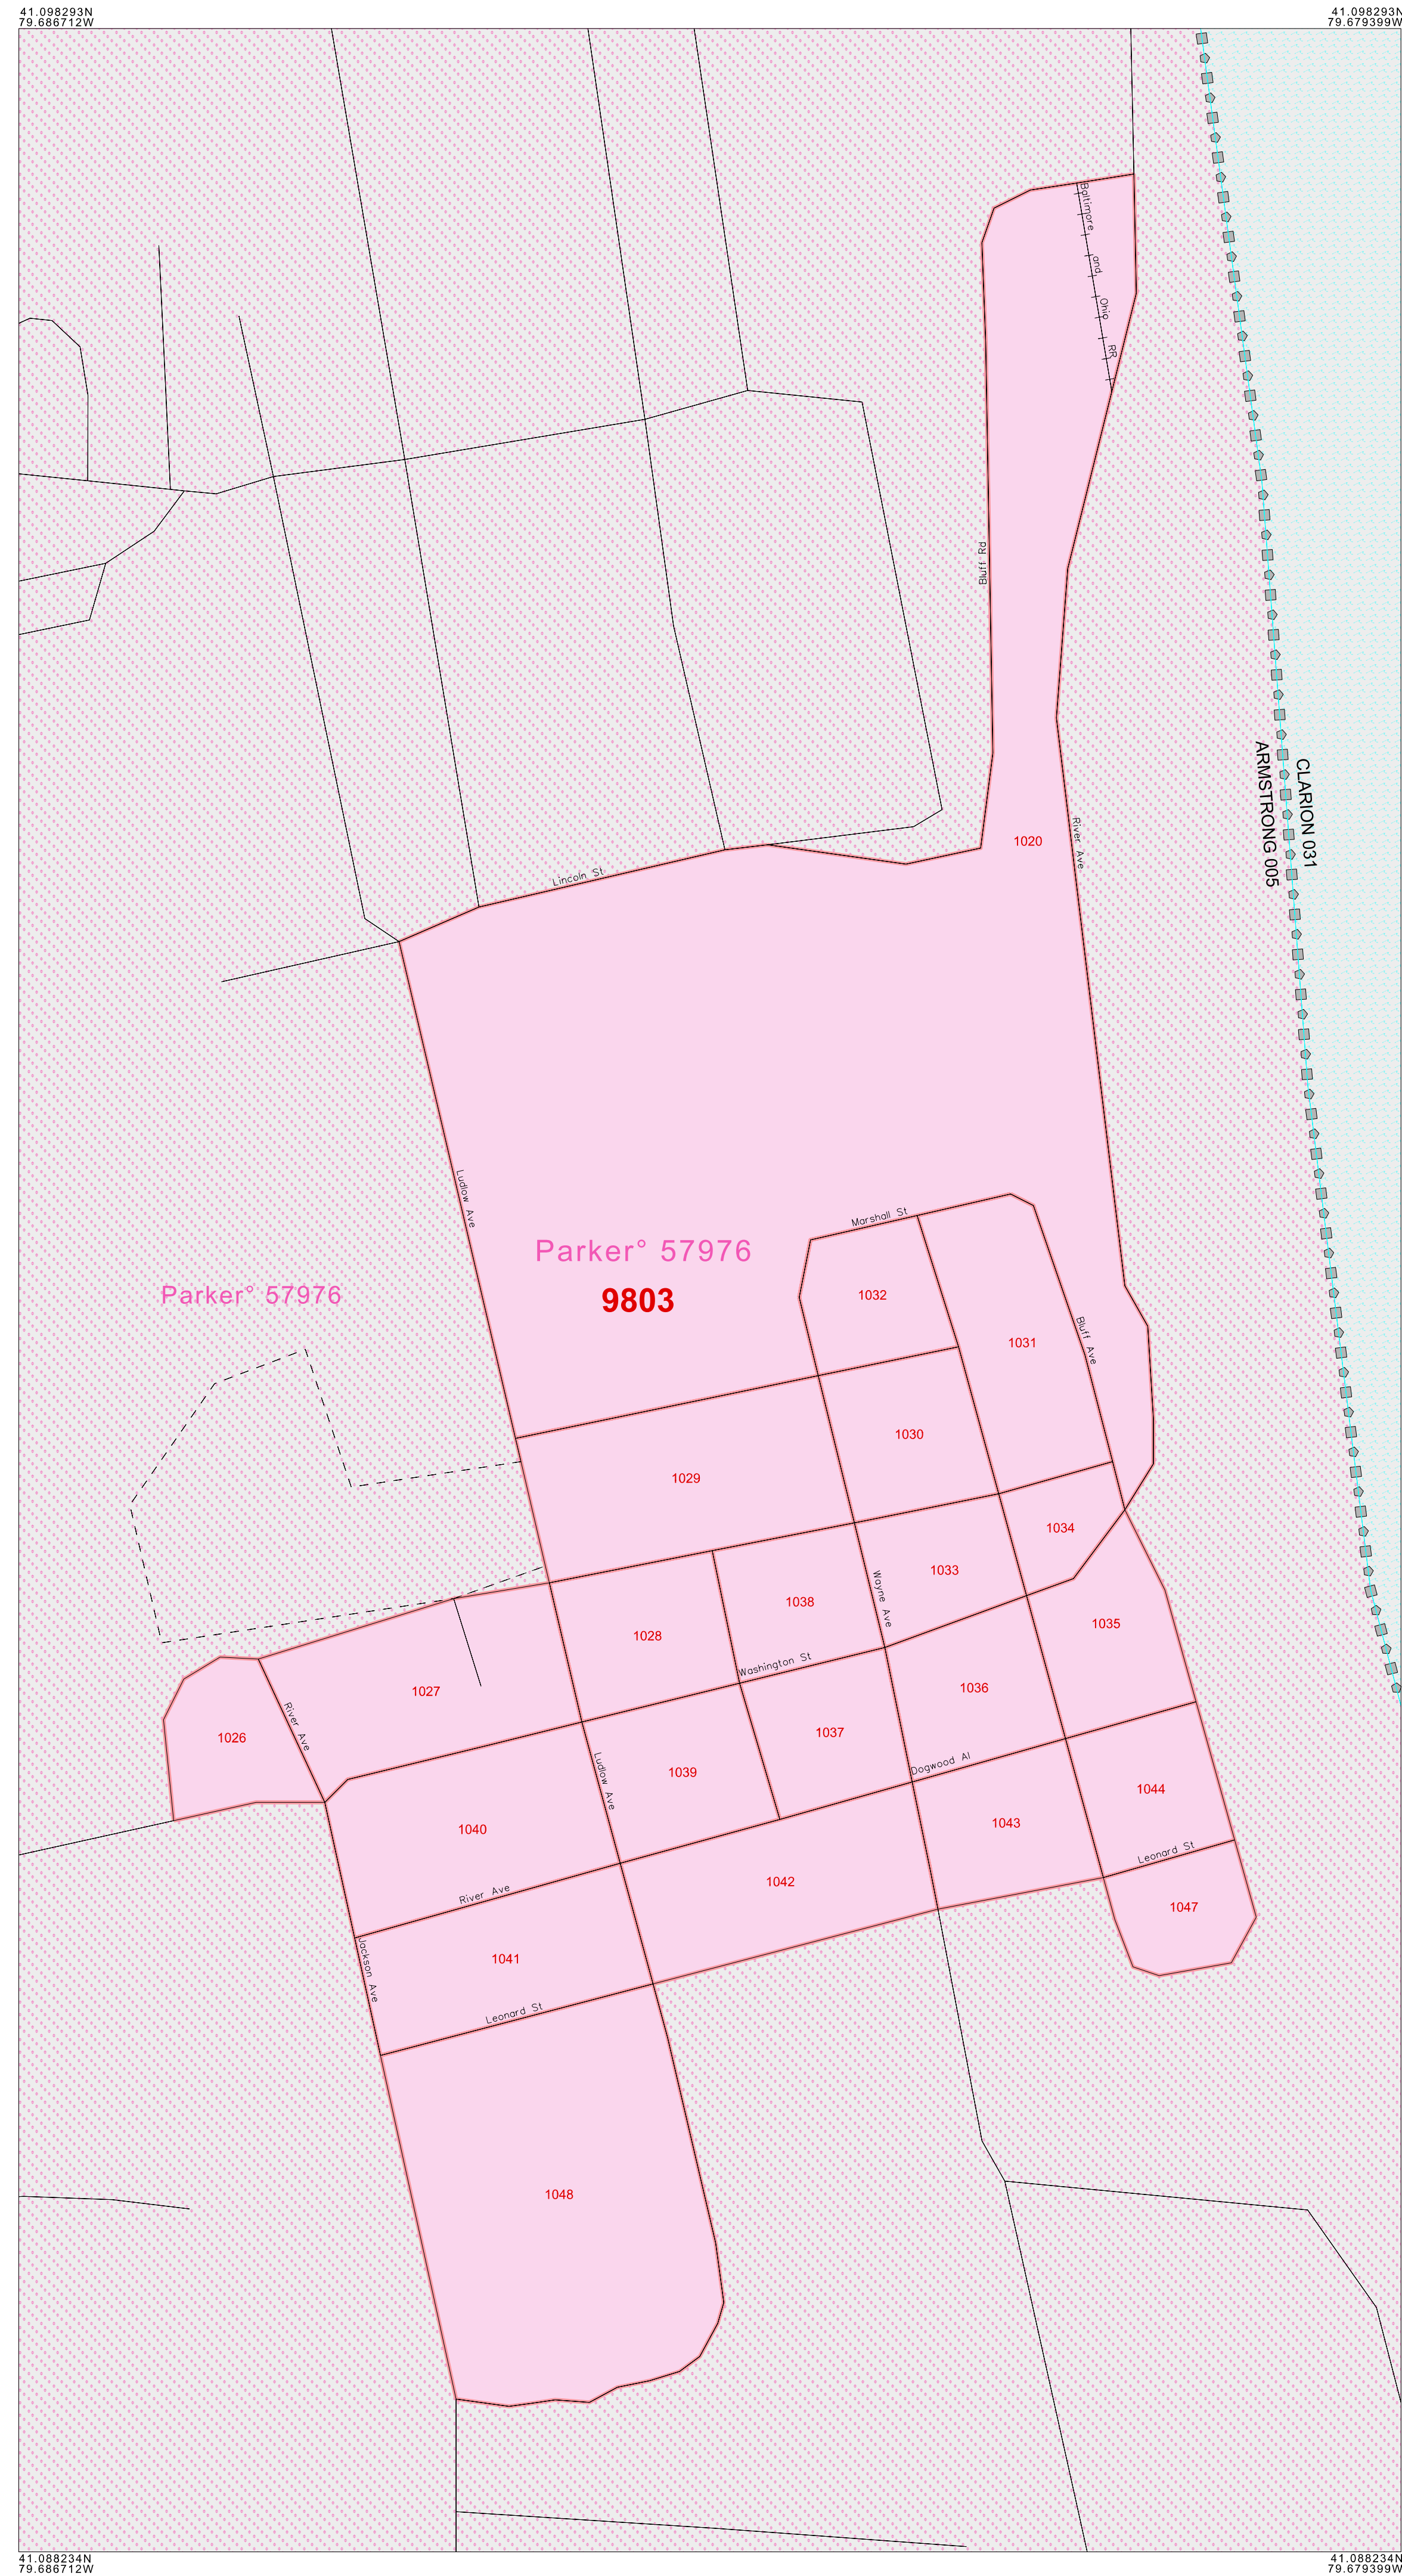 41.098293N
79.686712W
41.098293N
79.679399W
Baltimore and Ohio RR
Bluff Rd
CLARION 031
ARMSTRONG 005
1020
River Ave
Lincoln St
Ludlow Ave
Marshall St
Parker° 57976
Parker° 57976
9803
1032
1031
Bluff Ave
1030
1029
1034
1033
Wayne Ave
1038
1028
1035
Washington St
1027
1036
River Ave
1026
1037
Dogwood Al
1039
Ludlow Ave
1044
1043
1040
Leonard St
1042
River Ave
1047
1041
Jackson Ave
Leonard St
1048
41.088234N
79.686712W
41.088234N
79.679399W